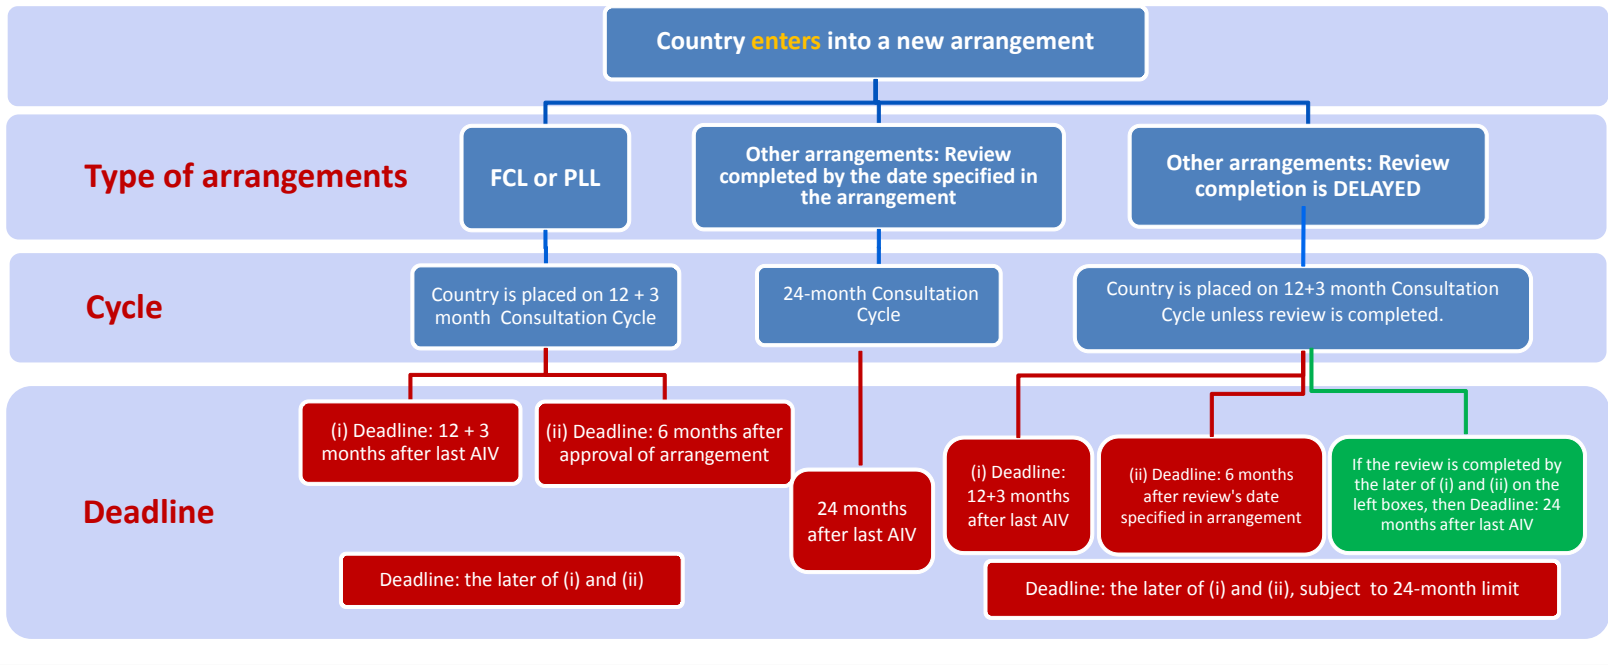 Country enters into a new arrangement
Type of arrangements
FCL or PLL
Other arrangements: Review
completed by the date specified in
the arrangement
Other arrangements: Review
completion is DELAYED
Cycle
Country is placed on 12 + 3
month Consultation Cycle
24-month Consultation
Cycle
Country is placed on 12+3 month Consultation
Cycle unless review is completed.
Deadline
(i) Deadline: 12 + 3
months after last AIV
(ii) Deadline: 6 months after
approval of arrangement
Deadline: the later of (i) and (ii)
24 months
after last AIV
(i) Deadline:
12+3 months
after last AIV
(ii) Deadline: 6 months
after review's date
specified in arrangement
If the review is completed by
the later of (i) and (ii) on the
left boxes, then Deadline: 24
months after last AIV
Deadline: the later of (i) and (ii), subject to 24-month limit